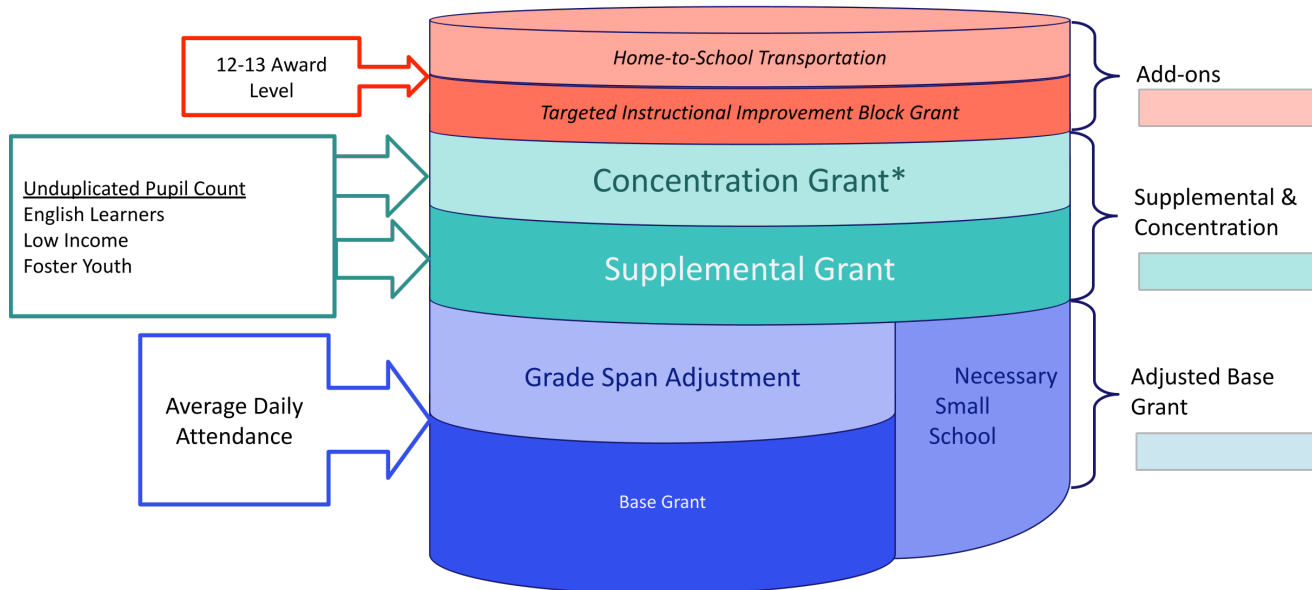 12-13 Award
Level
Unduplicated Pupil Count
English Learners
Low Income
Foster Youth
Average Daily
Attendance
Home-to-School Transportation
Targeted Instructional Improvement Block Grant
Concentration Grant*
Supplemental Grant
Grade Span Adjustment
Base Grant
Necessary
Small
School
Add-ons
Supplemental &
Concentration
Adjusted Base
Grant